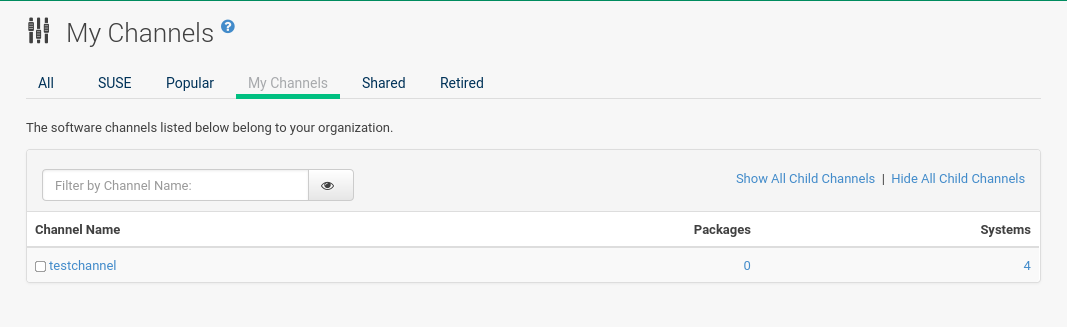 My Channels ?
All SUSE Popular My Channels Shared Retired
The software channels listed below belong to your organization.
Filter by Channel Name: Show All Child Channels | Hide All Child Channels
Channel Name Packages Systems
testchannel 0 4